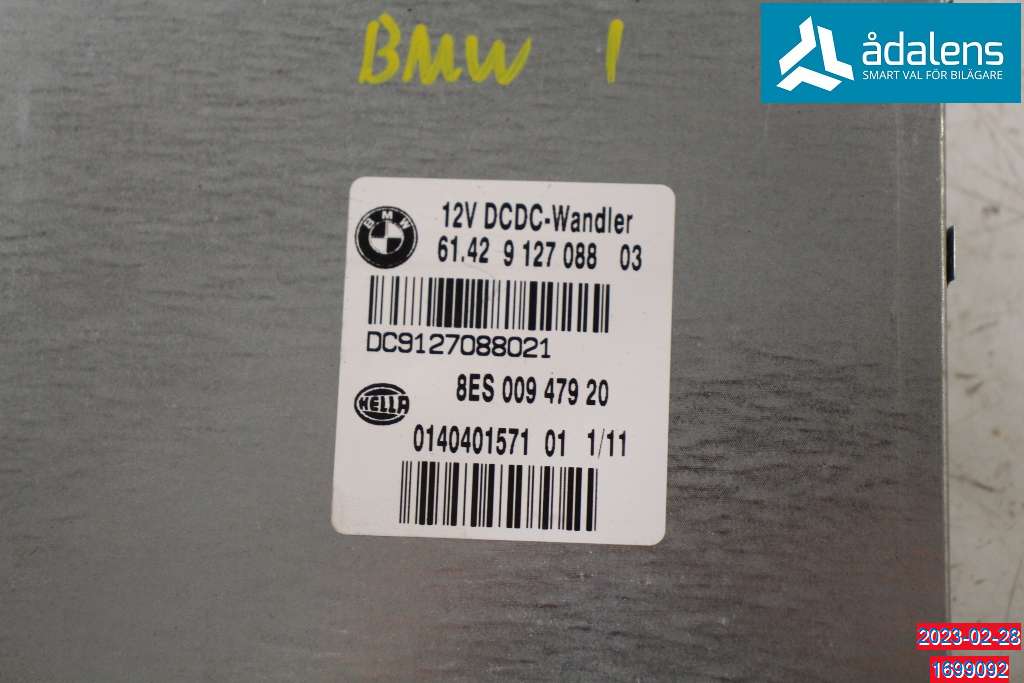 BMW 1
ådalens
SMART VAL FÖR BILÄGARE
BMW
12V DCDC-Wandler
61.42 9 127 088 03
DC9127088021
8ES 009 479 20
HELLA
0140401571 01 1/11
2023-02-28
1699092